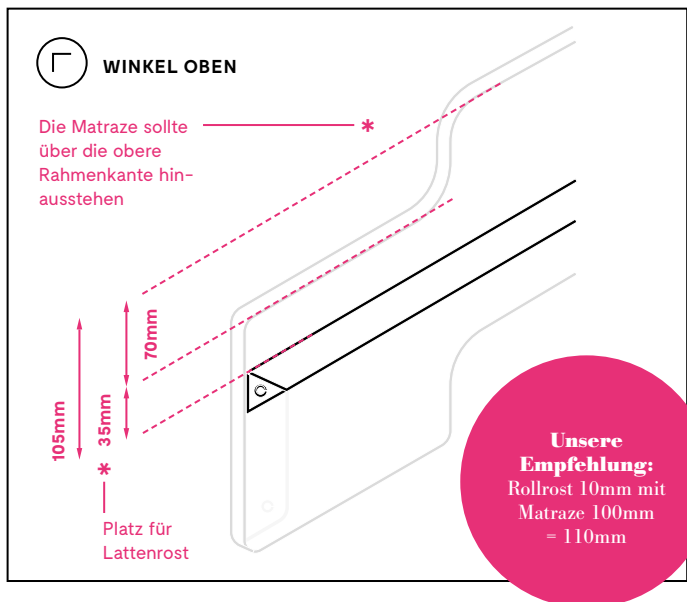 WINKEL OBEN
Die Matraze sollte
über die obere
Rahmenkante hin-
ausstehen
70mm
105mm
35mm
Platz für
Lattenrost
Unsere
Empfehlung:
Rollrost 10mm mit
Matraze 100mm
= 110mm